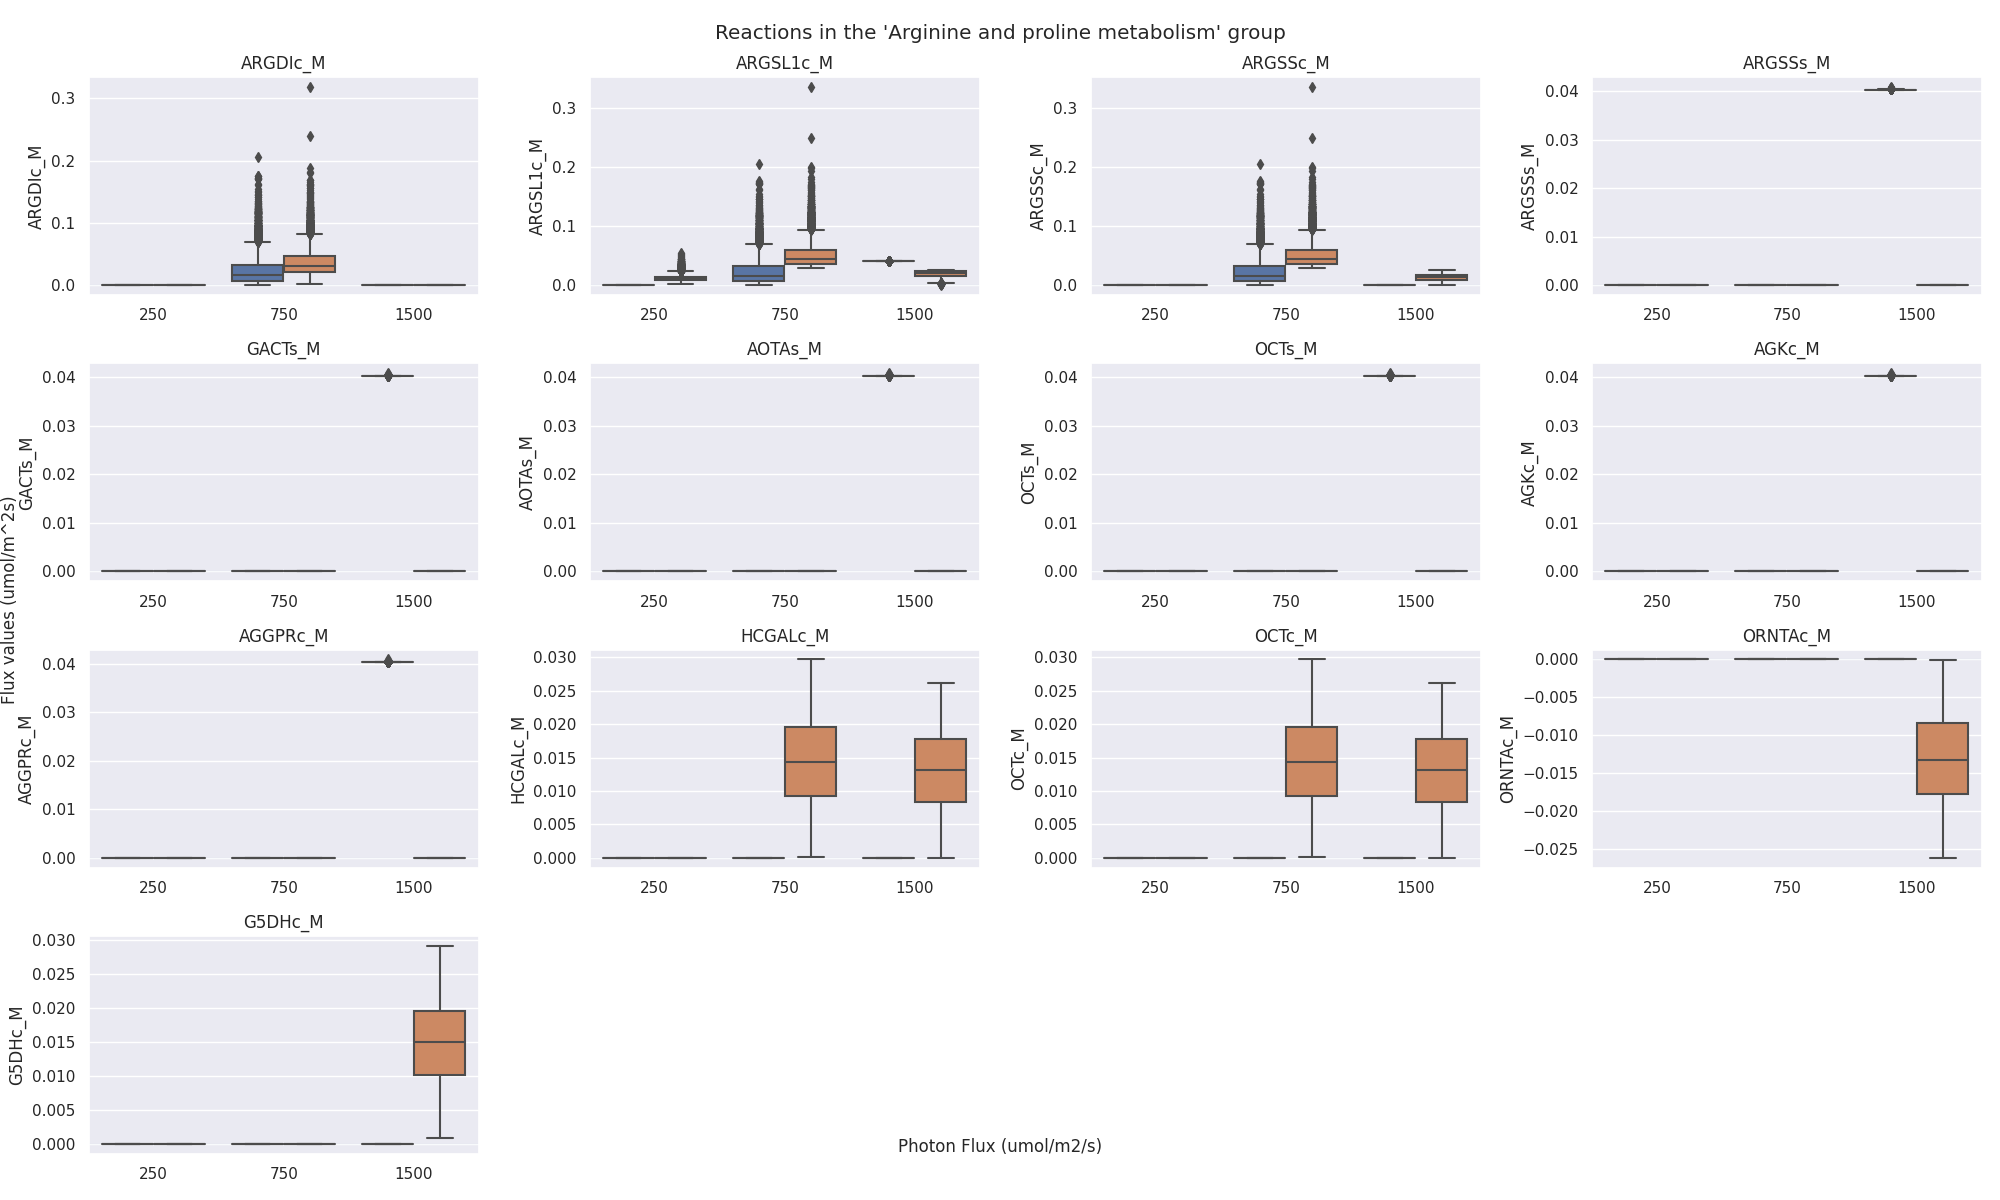 Reactions in the 'Arginine and proline metabolism' group
ARGDIc_M
ARGDIc_M
0.3
0.2
0.1
0.0
250 750 1500
ARGSL1c_M
ARGSL1c_M
0.3
0.2
0.1
0.0
250 750 1500
ARGSSc_M
ARGSSc_M
0.3
0.2
0.1
0.0
250 750 1500
ARGSSs_M
ARGSSs_M
0.04
0.03
0.02
0.01
0.00
250 750 1500
GACTs_M
GACTs_M
0.04
0.03
0.02
0.01
0.00
250 750 1500
AOTAs_M
AOTAs_M
0.04
0.03
0.02
0.01
0.00
250 750 1500
OCTs_M
OCTs_M
0.04
0.03
0.02
0.01
0.00
250 750 1500
AGKc_M
AGKc_M
0.04
0.03
0.02
0.01
0.00
250 750 1500
Flux values (umol/m^2s)
AGGPRc_M
AGGPRc_M
0.04
0.03
0.02
0.01
0.00
250 750 1500
HCGALc_M
HCGALc_M
0.030
0.025
0.020
0.015
0.010
0.005
0.000
250 750 1500
OCTc_M
OCTc_M
0.030
0.025
0.020
0.015
0.010
0.005
0.000
250 750 1500
ORNTAc_M
ORNTAc_M
0.000
−0.005
−0.010
−0.015
−0.020
−0.025
250 750 1500
G5DHc_M
G5DHc_M
0.030
0.025
0.020
0.015
0.010
0.005
0.000
250 750 1500
Photon Flux (umol/m2/s)